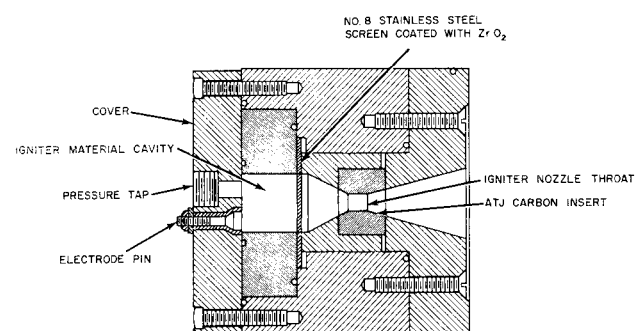 NO. 8 STAINLESS STEEL
SCREEN COATED WITH ZrO2
COVER
IGNITER MATERIAL CAVITY
PRESSURE TAP
ELECTRODE PIN
IGNITER NOZZLE THROAT
ATJ CARBON INSERT